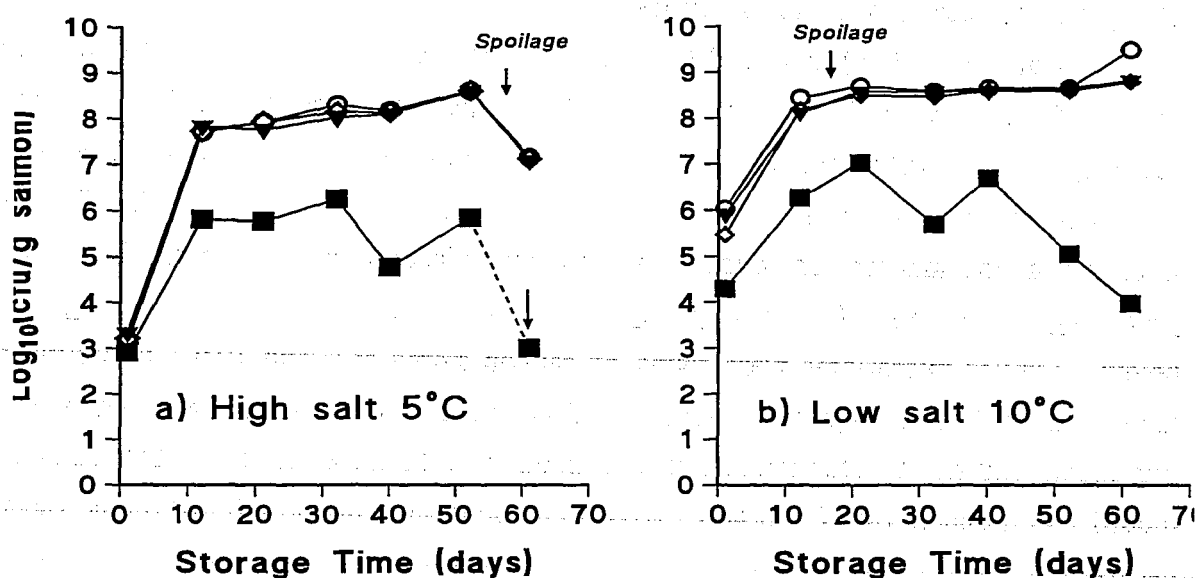 Log10(CTU/g salmon)
10
9
8
7
6
5
4
3
2
1
0
Spoilage
a) High salt 5°C
0 10 20 30 40 50 60 70
Storage Time (days)
10
9
8
7
6
5
4
3
2
1
0
Spoilage
b) Low salt 10°C
0 10 20 30 40 50 60
Storage Time (days)